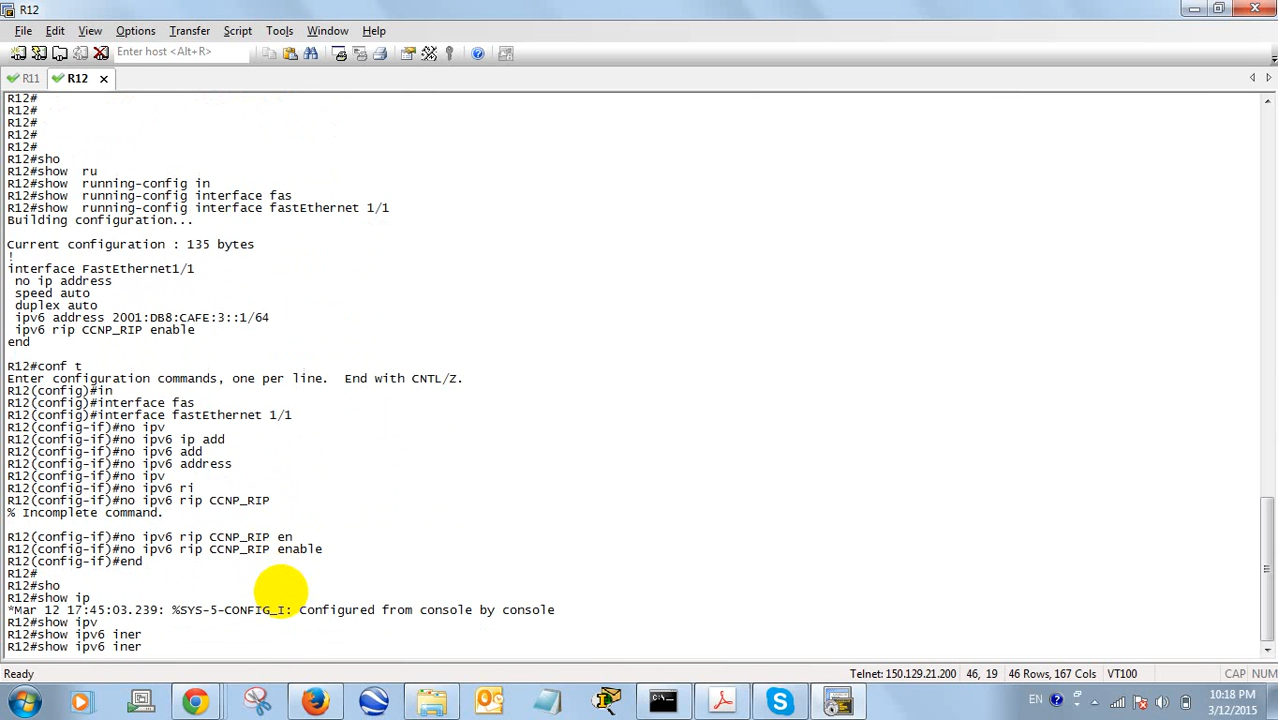 R12
File Edit View Options Transfer Script Tools Window Help
Enter host <Alt+R>
R11 R12
R12#
R12#
R12#
R12#
R12#
R12#sho
R12#show  ru
R12#show  running-config in
R12#show  running-config interface fas
R12#show  running-config interface fastEthernet 1/1
Building configuration...
Current configuration : 135 bytes
!
interface FastEthernet1/1
 no ip address
 speed auto
 duplex auto
 ipv6 address 2001:DB8:CAFE:3::1/64
 ipv6 rip CCNP_RIP enable
end
R12#conf t
Enter configuration commands, one per line.  End with CNTL/Z.
R12(config)#in
R12(config)#interface fas
R12(config)#interface fastEthernet 1/1
R12(config-if)#no ipv
R12(config-if)#no ipv6 ip add
R12(config-if)#no ipv6 add
R12(config-if)#no ipv6 address
R12(config-if)#no ipv
R12(config-if)#no ipv6 ri
R12(config-if)#no ipv6 rip CCNP_RIP
% Incomplete command.
R12(config-if)#no ipv6 rip CCNP_RIP en
R12(config-if)#no ipv6 rip CCNP_RIP enable
R12(config-if)#end
R12#
R12#sho
R12#show ip
*Mar 12 17:45:03.239: %SYS-5-CONFIG_I: Configured from console by console
R12#show ipv
R12#show ipv6 iner
R12#show ipv6 iner
Ready Telnet: 150.129.21.200 46, 19 46 Rows, 167 Cols VT100 CAP NUM
EN 10:18 PM
3/12/2015